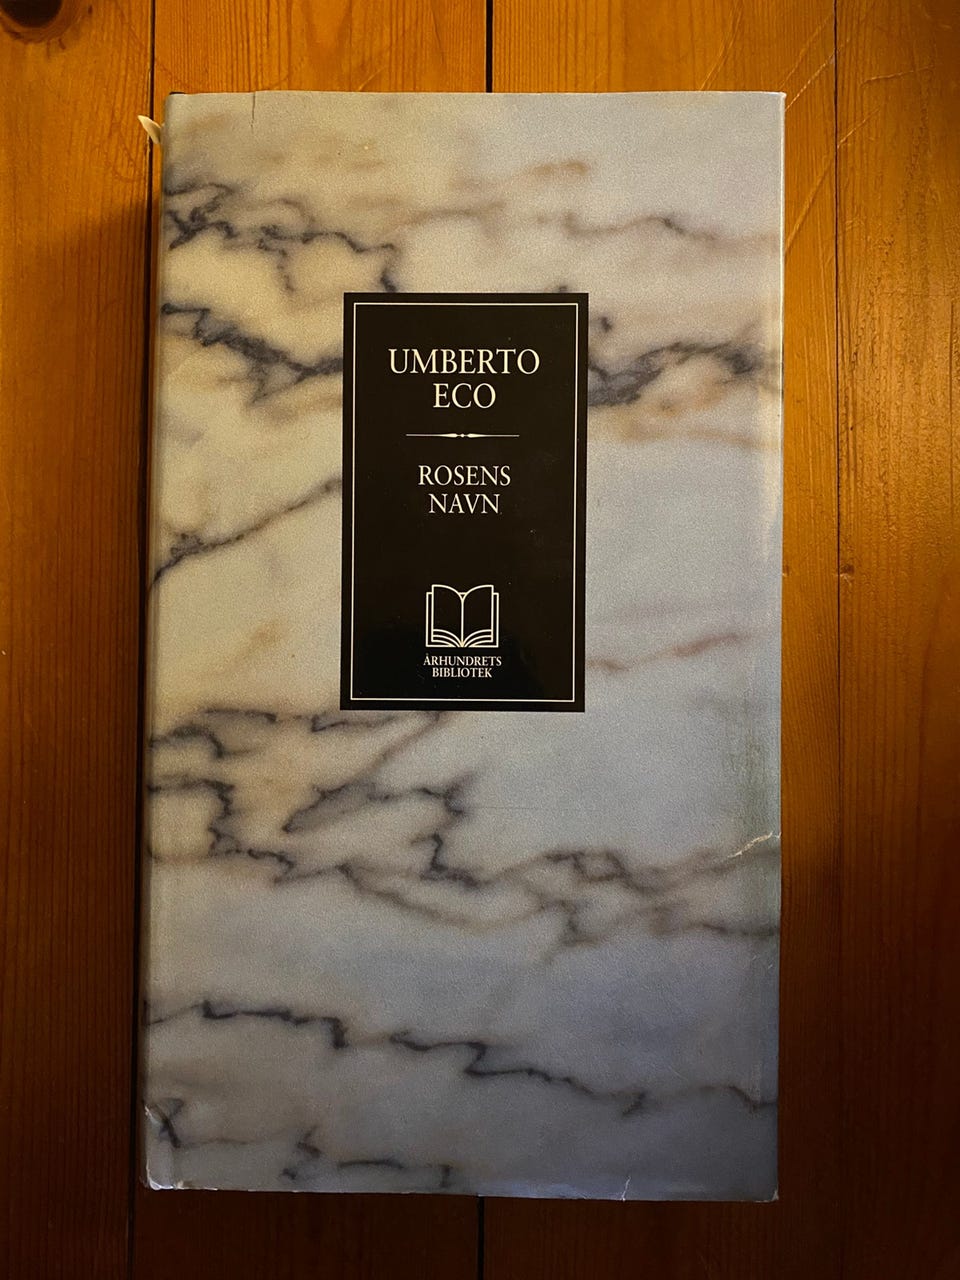 UMBERTO
ECO
ROSENS
NAVN
ÅRHUNDRETS
BIBLIOTEK